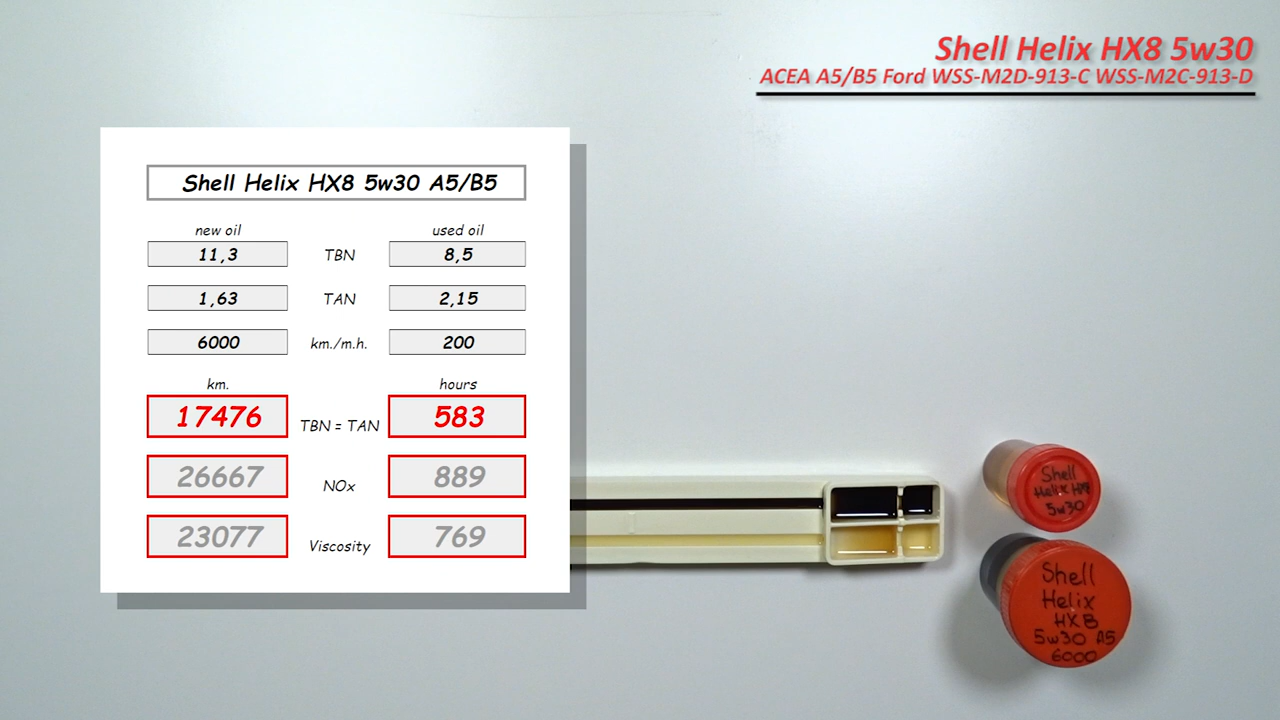 Shell Helix HX8 5w30
ACEA A5/B5 Ford WSS-M2D-913-C WSS-M2C-913-D
Shell Helix HX8 5w30 A5/B5
new oil used oil
11,3 TBN 8,5
1,63 TAN 2,15
6000 km./m.h. 200
km. hours
17476 TBN = TAN 583
26667 NOx 889
23077 Viscosity 769
Shell
Helix HX8
5w30
Shell
Helix
HX8
5w30 A5
6000